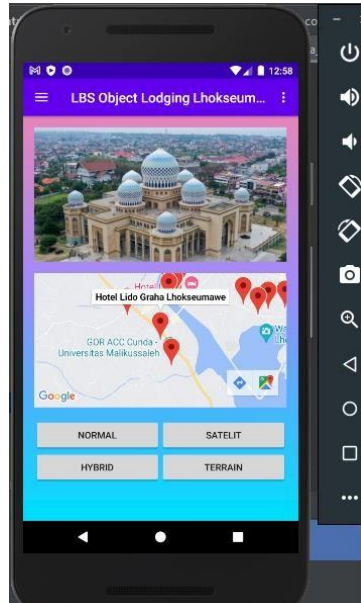 12:58
LBS Object Lodging Lhokseum...
Hotel
Hotel Lido Graha Lhokseumawe
GOR ACC Cunda -
Universitas Malikussaleh
Google
NORMAL
SATELIT
HYBRID
TERRAIN